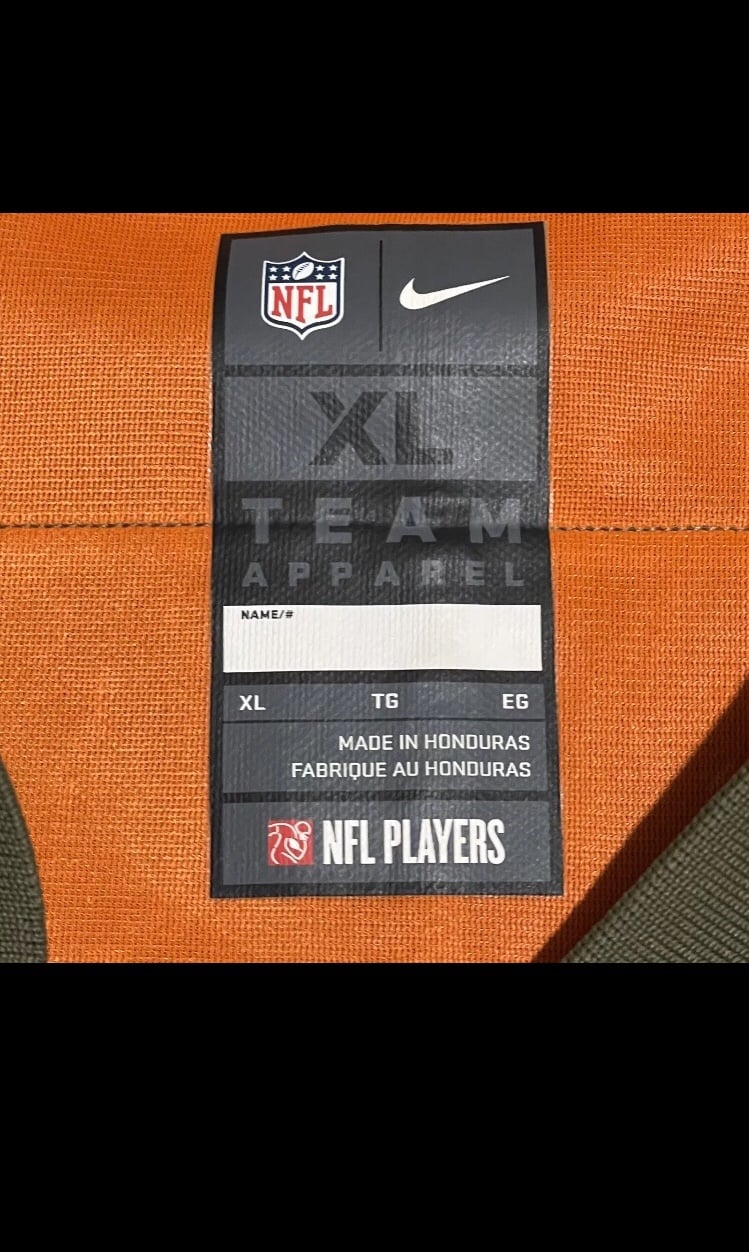 NFL
XL
TEAM
APPAREL
NAME/#
XL TG EG
MADE IN HONDURAS
FABRIQUE AU HONDURAS
NFL PLAYERS